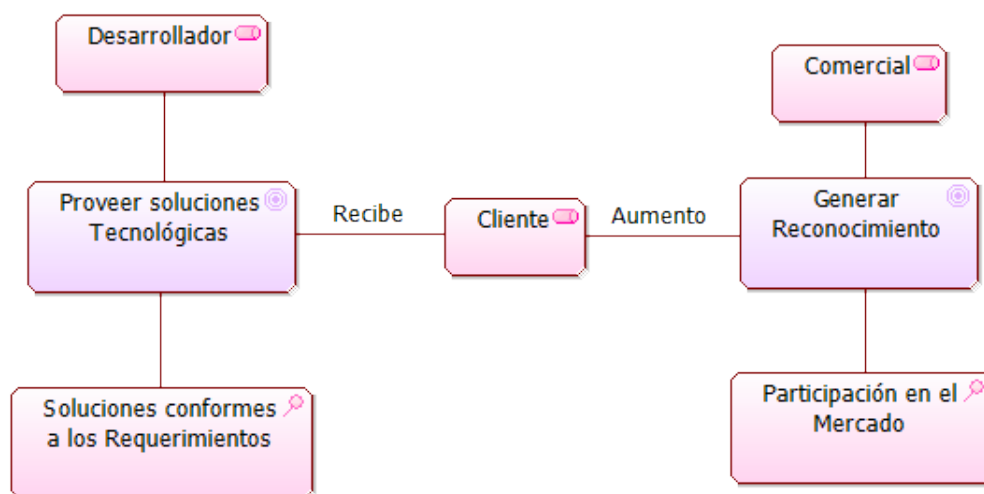 Desarrollador
Comercial
Proveer soluciones
Tecnológicas
Recibe
Cliente
Aumento
Generar
Reconocimiento
Soluciones conformes
a los Requerimientos
Participación en el
Mercado